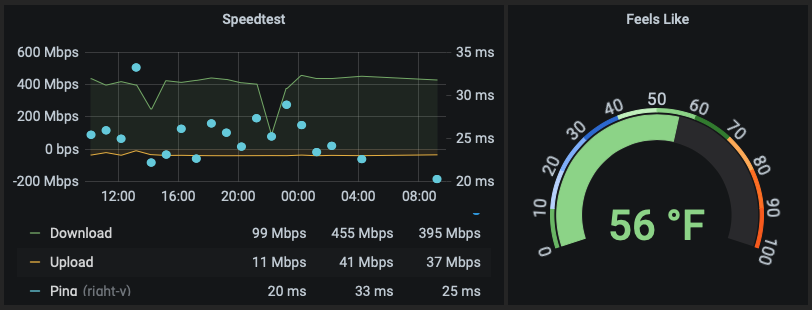 Speedtest
600 Mbps
400 Mbps
200 Mbps
0 bps
-200 Mbps
35 ms
30 ms
25 ms
20 ms
12:00 16:00 20:00 00:00 04:00 08:00
Download 99 Mbps 455 Mbps 395 Mbps
Upload 11 Mbps 41 Mbps 37 Mbps
Ping (right-y) 20 ms 33 ms 25 ms
Feels Like
0
10
20
30
40
50
60
70
80
90
100
56 °F